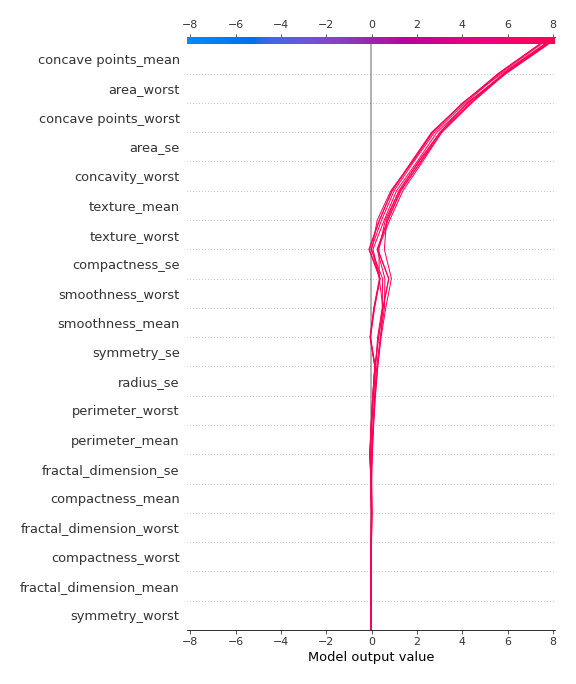 −8 −6 −4 −2 0 2 4 6 8
concave points_mean
area_worst
concave points_worst
area_se
concavity_worst
texture_mean
texture_worst
compactness_se
smoothness_worst
smoothness_mean
symmetry_se
radius_se
perimeter_worst
perimeter_mean
fractal_dimension_se
compactness_mean
fractal_dimension_worst
compactness_worst
fractal_dimension_mean
symmetry_worst
−8 −6 −4 −2 0 2 4 6 8
Model output value